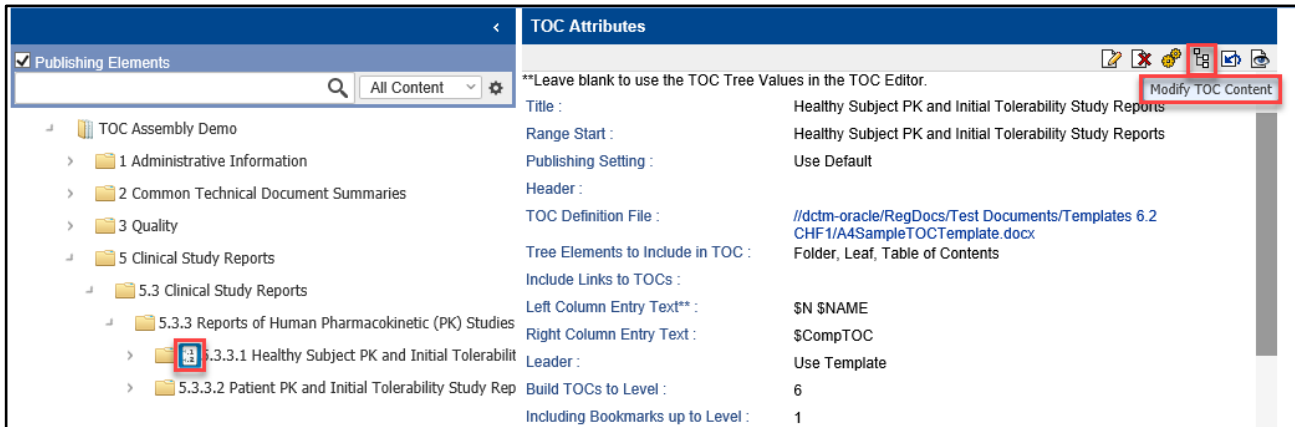 TOC Attributes
Publishing Elements
All Content
**Leave blank to use the TOC Tree Values in the TOC Editor.
Modify TOC Content
TOC Assembly Demo
1 Administrative Information
2 Common Technical Document Summaries
3 Quality
5 Clinical Study Reports
5.3 Clinical Study Reports
5.3.3 Reports of Human Pharmacokinetic (PK) Studies
5.3.3.1 Healthy Subject PK and Initial Tolerabilit
5.3.3.2 Patient PK and Initial Tolerability Study Rep
Title : Healthy Subject PK and Initial Tolerability Study Reports
Range Start : Healthy Subject PK and Initial Tolerability Study Reports
Publishing Setting : Use Default
Header :
TOC Definition File : //dctm-oracle/RegDocs/Test Documents/Templates 6.2
CHF1/A4SampleTOCTemplate.docx
Tree Elements to Include in TOC : Folder, Leaf, Table of Contents
Include Links to TOCs :
Left Column Entry Text** : $N $NAME
Right Column Entry Text : $CompTOC
Leader : Use Template
Build TOCs to Level : 6
Including Bookmarks up to Level : 1